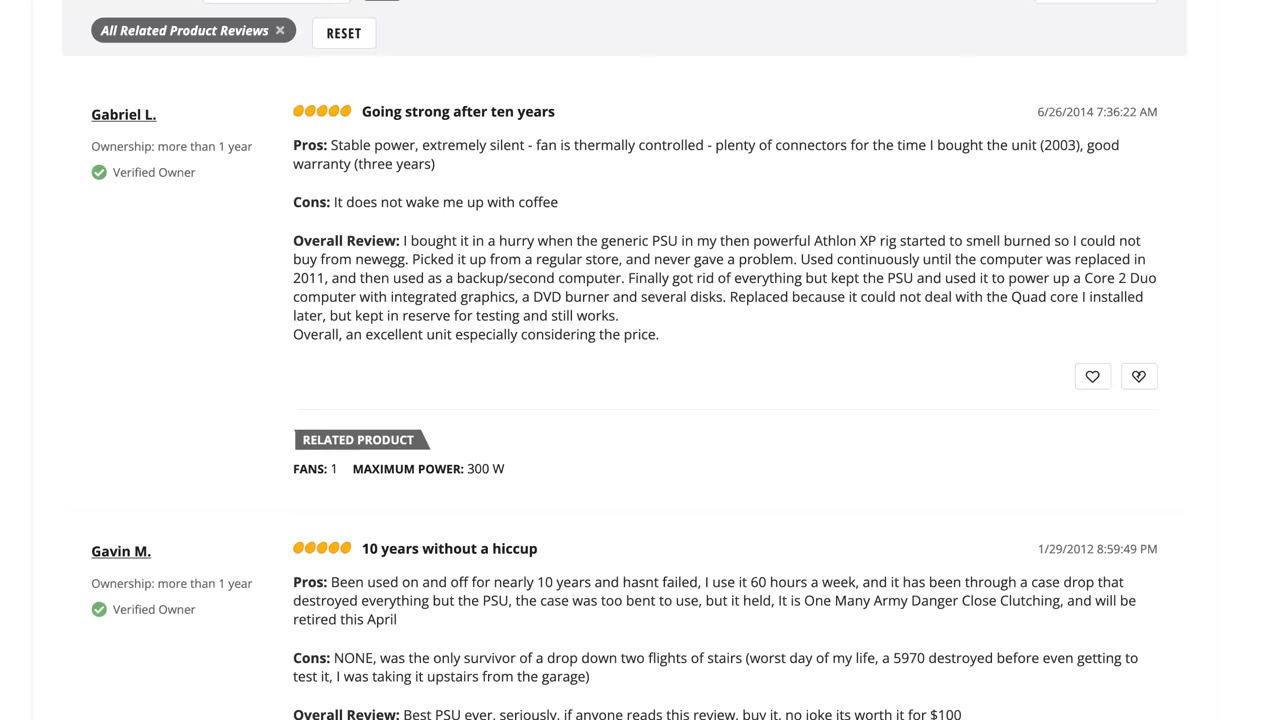 All Related Product Reviews ×
RESET
Gabriel L.
Ownership: more than 1 year
Verified Owner
Going strong after ten years
6/26/2014 7:36:22 AM
Pros: Stable power, extremely silent - fan is thermally controlled - plenty of connectors for the time I bought the unit (2003), good
warranty (three years)
Cons: It does not wake me up with coffee
Overall Review: I bought it in a hurry when the generic PSU in my then powerful Athlon XP rig started to smell burned so I could not
buy from newegg. Picked it up from a regular store, and never gave a problem. Used continuously until the computer was replaced in
2011, and then used as a backup/second computer. Finally got rid of everything but kept the PSU and used it to power up a Core 2 Duo
computer with integrated graphics, a DVD burner and several disks. Replaced because it could not deal with the Quad core I installed
later, but kept in reserve for testing and still works.
Overall, an excellent unit especially considering the price.
RELATED PRODUCT
FANS: 1 MAXIMUM POWER: 300 W
Gavin M.
Ownership: more than 1 year
Verified Owner
10 years without a hiccup
1/29/2012 8:59:49 PM
Pros: Been used on and off for nearly 10 years and hasnt failed, I use it 60 hours a week, and it has been through a case drop that
destroyed everything but the PSU, the case was too bent to use, but it held, It is One Many Army Danger Close Clutching, and will be
retired this April
Cons: NONE, was the only survivor of a drop down two flights of stairs (worst day of my life, a 5970 destroyed before even getting to
test it, I was taking it upstairs from the garage)
Overall Review: Best PSU ever, seriously, if anyone reads this review, buy it, no joke its worth it for $100